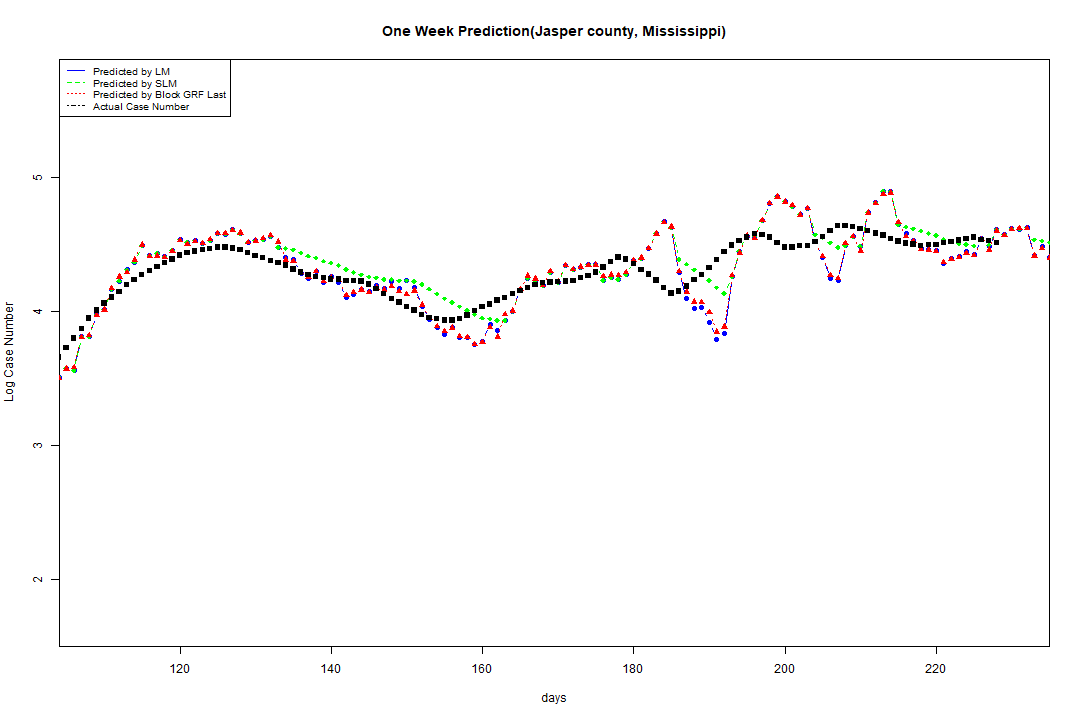 One Week Prediction(Jasper county, Mississippi)
Predicted by LM
Predicted by SLM
Predicted by Block GRF Last
Actual Case Number
5
4
3
2
Log Case Number
120 140 160 180 200 220
days